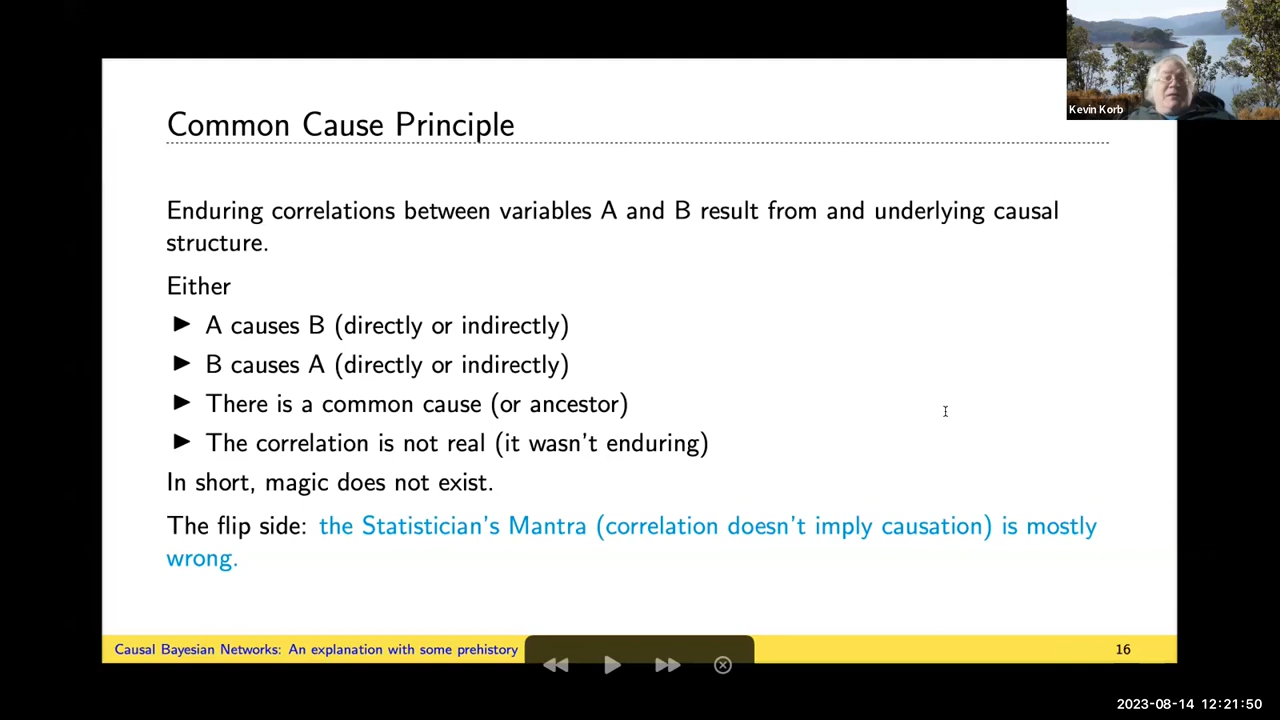 Kevin Korb
Common Cause Principle
Enduring correlations between variables A and B result from and underlying causal
structure.
Either
▶ A causes B (directly or indirectly)
▶ B causes A (directly or indirectly)
▶ There is a common cause (or ancestor)
▶ The correlation is not real (it wasn't enduring)
In short, magic does not exist.
The flip side: the Statistician's Mantra (correlation doesn't imply causation) is mostly
wrong.
Causal Bayesian Networks: An explanation with some prehistory
16
2023-08-14 12:21:50